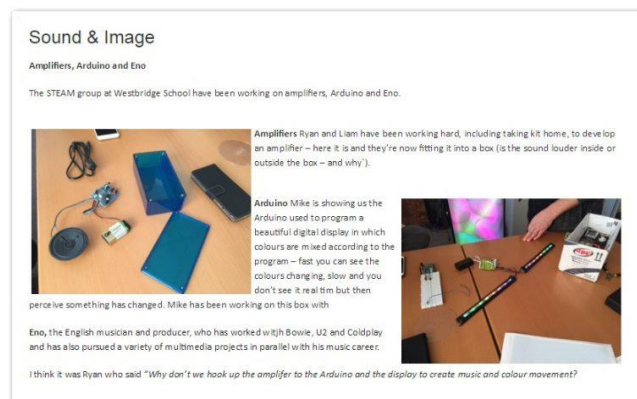 Sound & Image
Amplifiers, Arduino and Eno
The STEAM group at Westbridge School have been working on amplifiers, Arduino and Eno.
Amplifiers Ryan and Liam have been working hard, including taking kit home, to develop
an amplifier – here it is and they're now fitting it into a box (is the sound louder inside or
outside the box – and why`).
Arduino Mike is showing us the
Arduino used to program a
beautiful digital display in which
colours are mixed according to the
program – fast you can see the
colours changing, slow and you
don't see it real tim but then
perceive something has changed. Mike has been working on this box with
Eno, the English musician and producer, who has worked witjh Bowie, U2 and Coldplay
and has also pursued a variety of multimedia projects in parallel with his music career.
I think it was Ryan who said "Why don't we hook up the amplifer to the Arduino and the display to create music and colour movement?